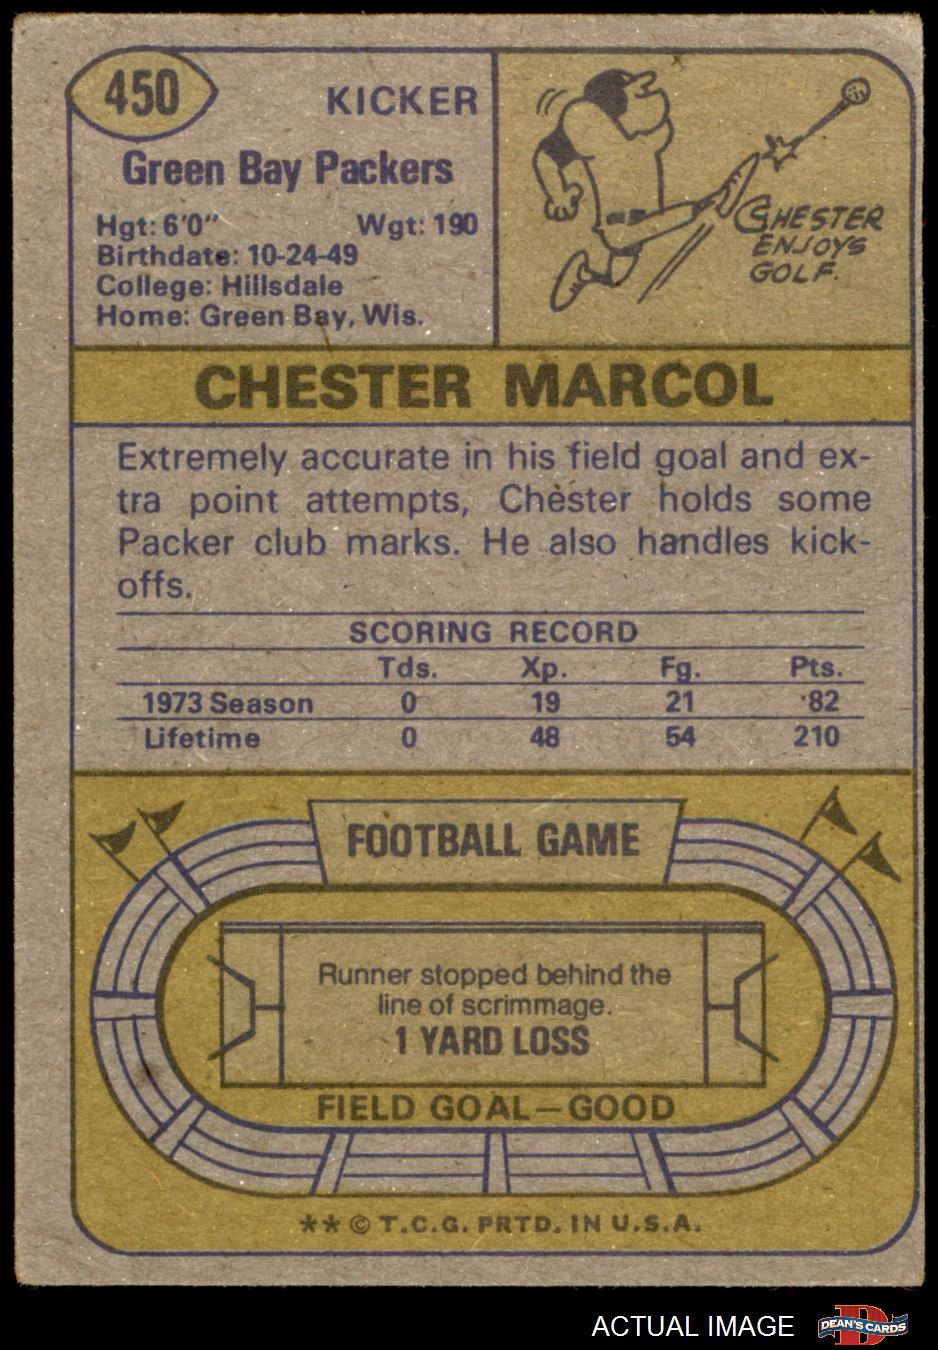 450
KICKER
Green Bay Packers
Hgt: 6'0" Wgt: 190
Birthdate: 10-24-49
College: Hillsdale
Home: Green Bay, Wis.
CHESTER
ENJOYS
GOLF.
CHESTER MARCOL
Extremely accurate in his field goal and ex-
tra point attempts, Chester holds some
Packer club marks. He also handles kick-
offs.
SCORING RECORD
Tds. Xp. Fg. Pts.
1973 Season 0 19 21 82
Lifetime 0 48 54 210
FOOTBALL GAME
Runner stopped behind the
line of scrimmage.
1 YARD LOSS
FIELD GOAL—GOOD
** © T.C.G. PRTD. IN U.S.A.
ACTUAL IMAGE
D
DEAN'S CARDS